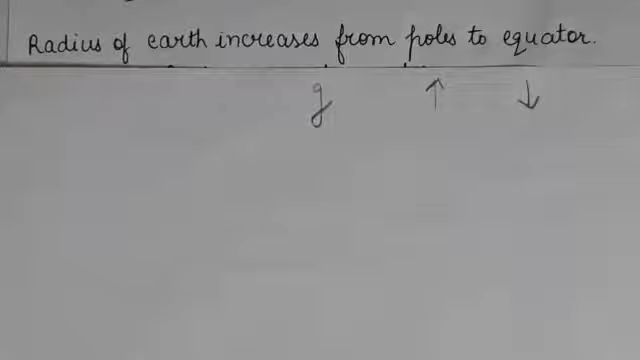 Radius of earth increases from poles to equator.
g ↑ ↓